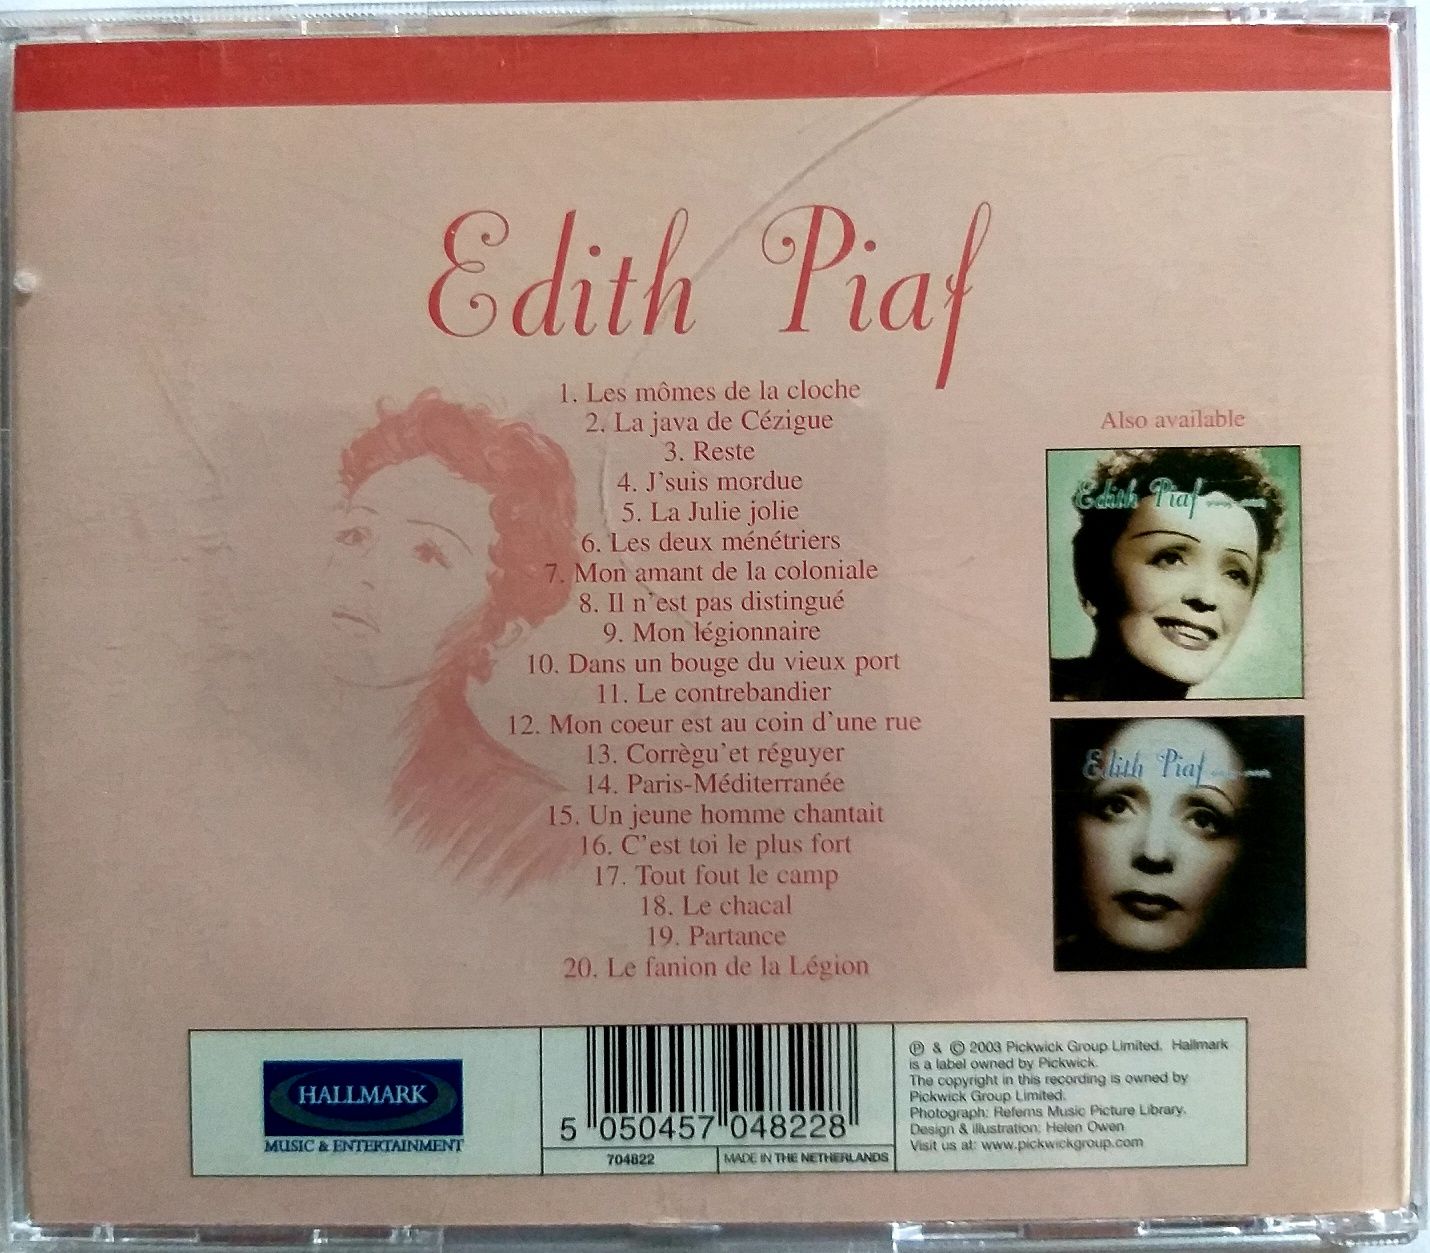 Edith Piaf
1. Les mômes de la cloche
2. La java de Cézigue
3. Reste
4. J'suis mordue
5. La Julie jolie
6. Les deux ménétriers
7. Mon amant de la coloniale
8. Il n'est pas distingué
9. Mon légionnaire
10. Dans un bouge du vieux port
11. Le contrebandier
12. Mon coeur est au coin d'une rue
13. Corrègu'et réguyer
14. Paris-Méditerranée
15. Un jeune homme chantait
16. C'est toi le plus fort
17. Tout fout le camp
18. Le chacal
19. Partance
20. Le fanion de la Légion
Also available
Edith Piaf
Edith Piaf
HALLMARK
MUSIC & ENTERTAINMENT
5 050457 048228
704822
MADE IN THE NETHERLANDS
℗ & © 2003 Pickwick Group Limited. Hallmark
is a label owned by Pickwick.
The copyright in this recording is owned by
Pickwick Group Limited.
Photograph: Referns Music Picture Library.
Design & illustration: Helen Owen
Visit us at: www.pickwickgroup.com